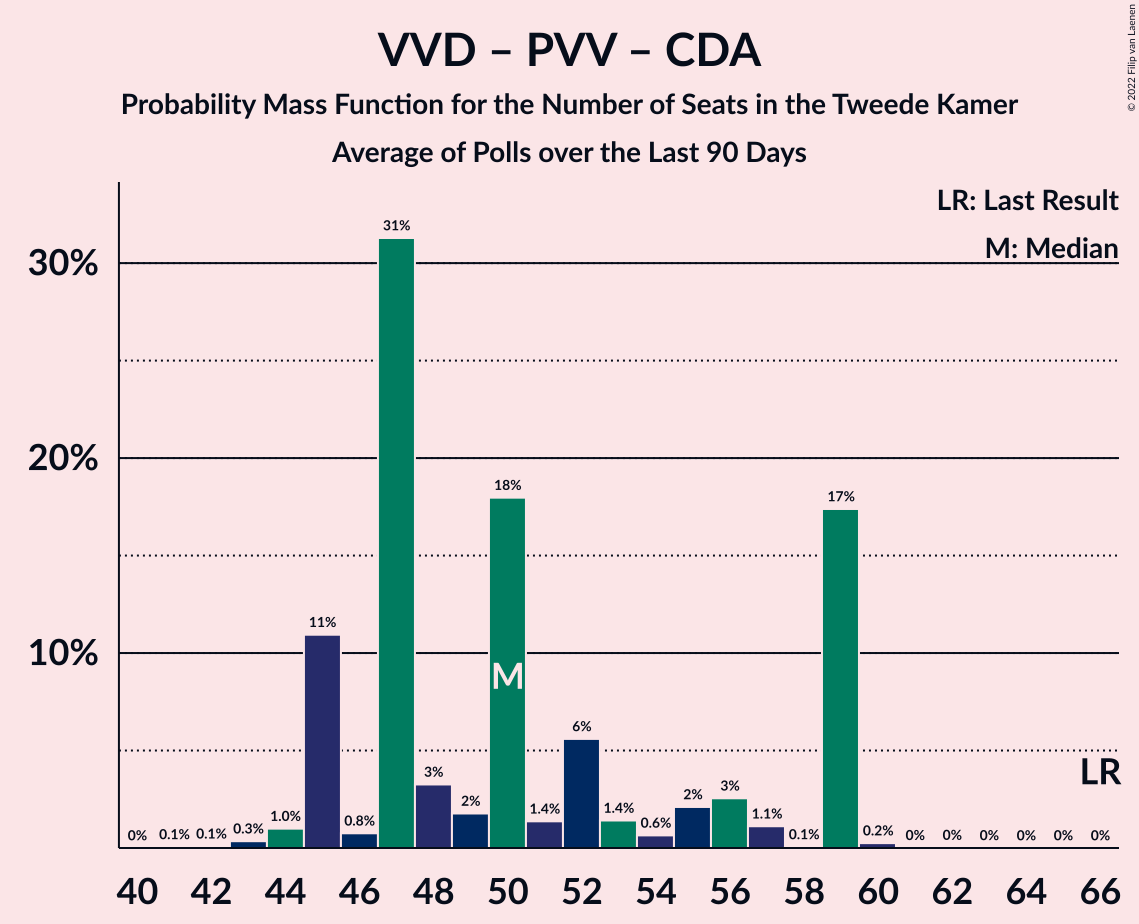 VVD – PVV – CDA
Probability Mass Function for the Number of Seats in the Tweede Kamer
Average of Polls over the Last 90 Days
© 2022 Filip van Laenen
LR: Last Result
M: Median
30%
20%
10%
0% 0.1% 0.1% 0.3% 1.0% 11% 0.8% 31% 3% 2% 18% 1.4% 6% 1.4% 0.6% 2% 3% 1.1% 0.1% 17% 0.2% 0% 0% 0% 0% 0% 0%
M
LR
40 42 44 46 48 50 52 54 56 58 60 62 64 66